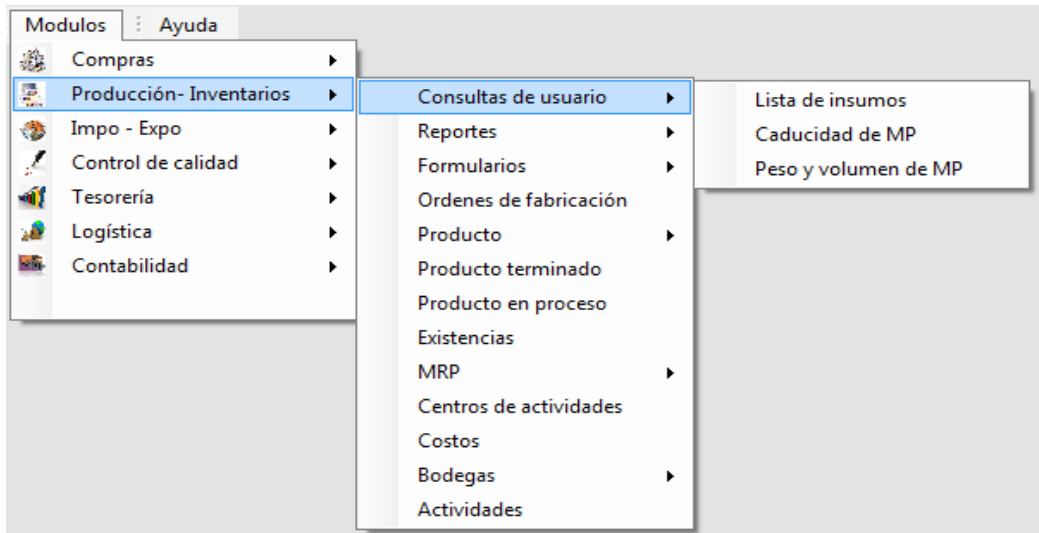 Modulos
Ayuda
Compras
Producción- Inventarios
Impo - Expo
Control de calidad
Tesorería
Logística
Contabilidad
Consultas de usuario
Reportes
Formularios
Ordenes de fabricación
Producto
Producto terminado
Producto en proceso
Existencias
MRP
Centros de actividades
Costos
Bodegas
Actividades
Lista de insumos
Caducidad de MP
Peso y volumen de MP